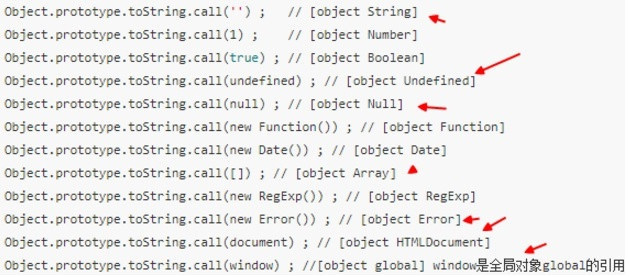 Object.prototype.toString.call('') ;   // [object String]
Object.prototype.toString.call(1) ;    // [object Number]
Object.prototype.toString.call(true) ; // [object Boolean]
Object.prototype.toString.call(undefined) ; // [object Undefined]
Object.prototype.toString.call(null) ; // [object Null]
Object.prototype.toString.call(new Function()) ; // [object Function]
Object.prototype.toString.call(new Date()) ; // [object Date]
Object.prototype.toString.call([]) ; // [object Array]
Object.prototype.toString.call(new RegExp()) ; // [object RegExp]
Object.prototype.toString.call(new Error()) ; // [object Error]
Object.prototype.toString.call(document) ; // [object HTMLDocument]
Object.prototype.toString.call(window) ; //[object global] window是全局对象global的引用